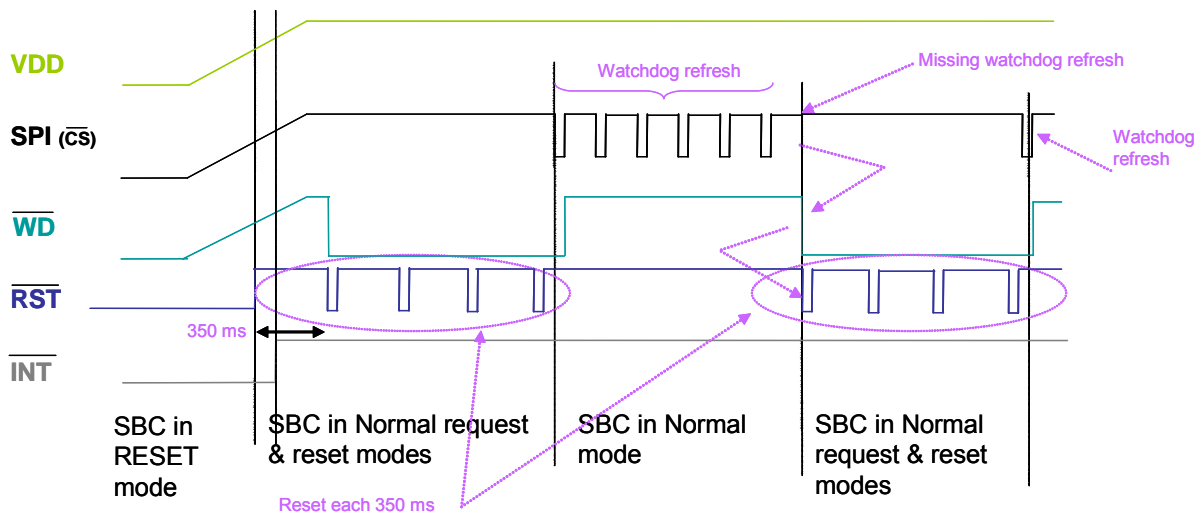 VDD
Watchdog refresh
Missing watchdog refresh
SPI (CS)
Watchdog
refresh
WD
RST
350 ms
INT
SBC in
RESET
mode
SBC in Normal request
& reset modes
SBC in Normal
mode
SBC in Normal
request & reset
modes
Reset each 350 ms